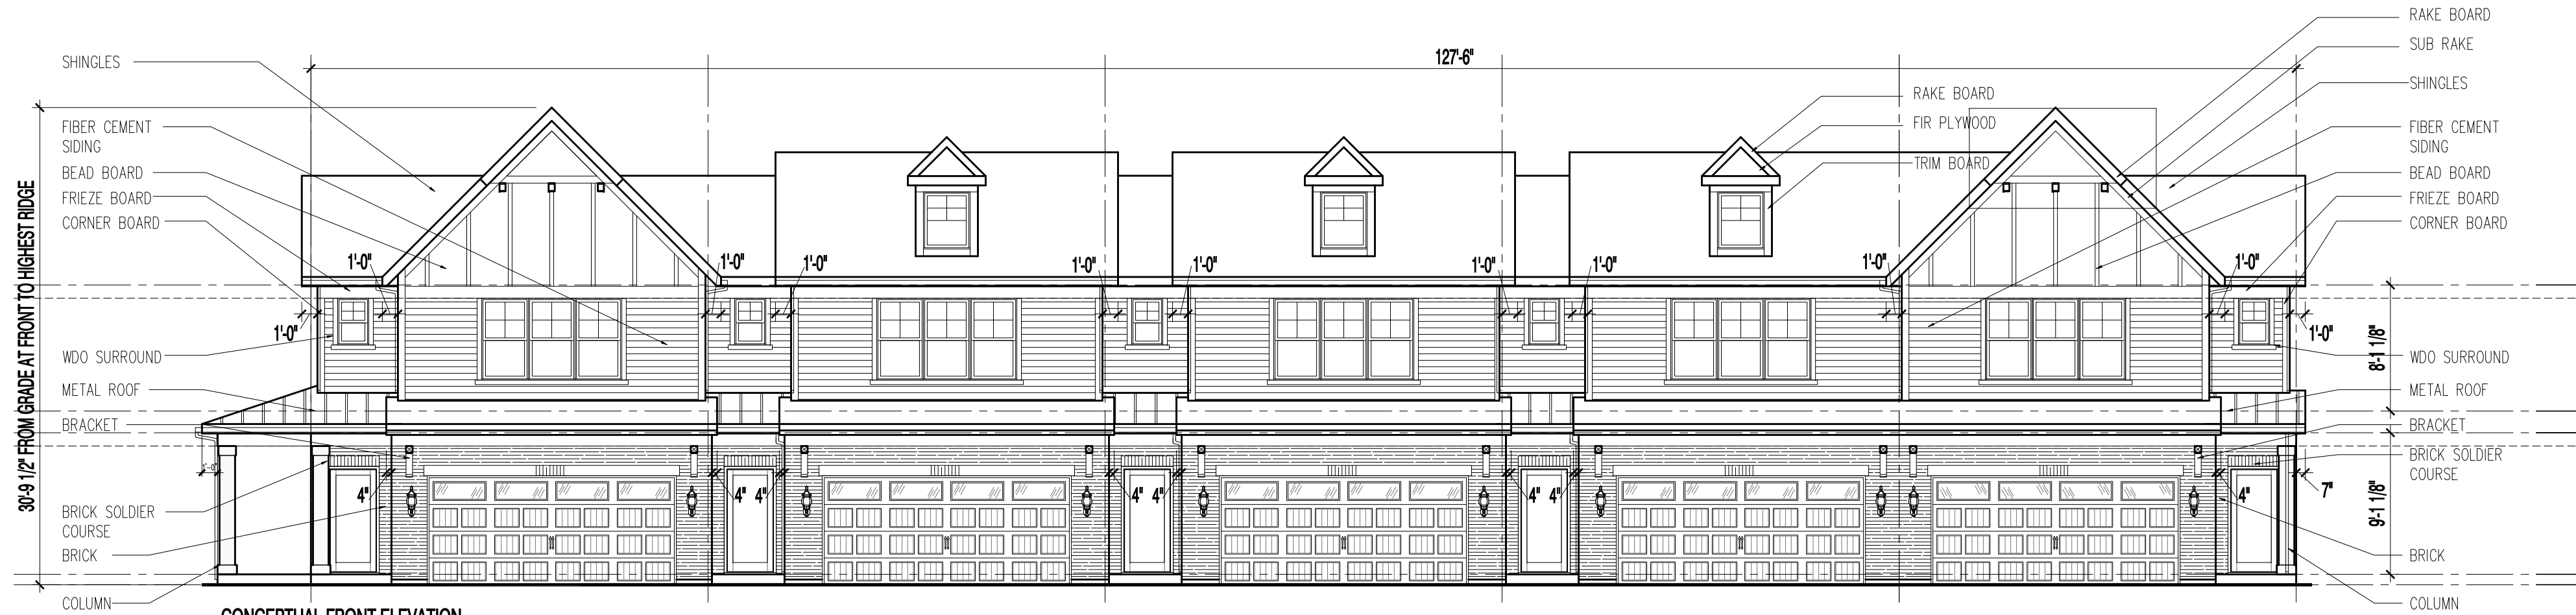 127'-6"
SHINGLES
FIBER CEMENT
SIDING
BEAD BOARD
FRIEZE BOARD
CORNER BOARD
WDO SURROUND
METAL ROOF
BRACKET
BRICK SOLDIER
COURSE
BRICK
COLUMN
30'-9 1/2" FROM GRADE AT FRONT TO HIGHEST RIDGE
RAKE BOARD
FIR PLYWOOD
TRIM BOARD
1'-0"
1'-0"
1'-0"
1'-0"
1'-0"
1'-0"
1'-0"
1'-0"
1'-0"
1'-0"
1'-0"
1'-0"
1'-0"
4"
4"
4"
4"
4"
4"
4"
4"
7"
RAKE BOARD
SUB RAKE
SHINGLES
FIBER CEMENT
SIDING
BEAD BOARD
FRIEZE BOARD
CORNER BOARD
8'-1 1/8"
WDO SURROUND
METAL ROOF
BRACKET
BRICK SOLDIER
COURSE
9'-1 1/8"
BRICK
COLUMN
CONCEPTUAL FRONT ELEVATION